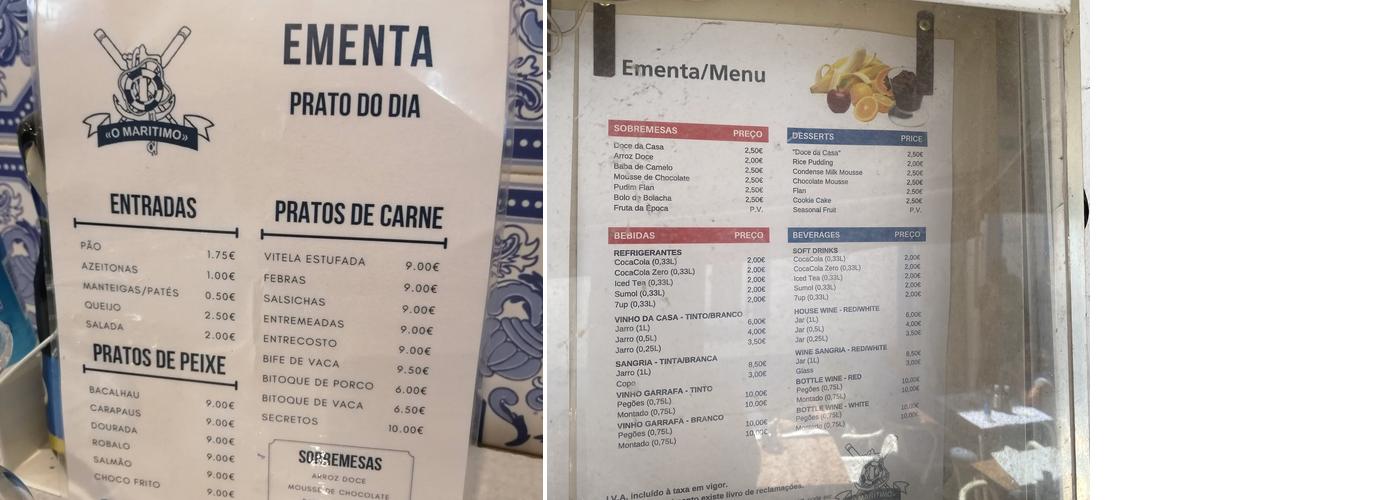 EMENTA
PRATO DO DIA
«O MARITIMO»
ENTRADAS
PÃO 1.75€
AZEITONAS 1.00€
MANTEIGAS/PATÉS 0.50€
QUEIJO 2.50€
SALADA 2.00€
PRATOS DE PEIXE
BACALHAU 9.00€
CARAPAUS 9.00€
DOURADA 9.00€
ROBALO 9.00€
SALMÃO 9.00€
CHOCO FRITO 9.00€
PRATOS DE CARNE
VITELA ESTUFADA 9.00€
FEBRAS 9.00€
SALSICHAS 9.00€
ENTREMEADAS 9.00€
ENTRECOSTO 9.00€
BIFE DE VACA 9.50€
BITOQUE DE PORCO 6.00€
BITOQUE DE VACA 6.50€
SECRETOS 10.00€
SOBREMESAS
ARROZ DOCE
MOUSSE DE CHOCOLATE
Ementa/Menu
SOBREMESAS PREÇO
Doce da Casa 2,50€
Arroz Doce 2,00€
Baba de Camelo 2,50€
Mousse de Chocolate 2,50€
Pudim Flan 2,50€
Bolo de Bolacha 2,50€
Fruta da Época P.V.
BEBIDAS PREÇO
REFRIGERANTES
CocaCola (0,33L) 2,00€
CocaCola Zero (0,33L) 2,00€
Iced Tea (0,33L) 2,00€
Sumol (0,33L) 2,00€
7up (0,33L) 2,00€
VINHO DA CASA - TINTO/BRANCO
Jarro (1L) 6,00€
Jarro (0,5L) 4,00€
Jarro (0,25L) 3,50€
SANGRIA - TINTA/BRANCA
Jarro (1L) 8,50€
Copo 3,00€
VINHO GARRAFA - TINTO
Pegões (0,75L) 10,00€
Montado (0,75L) 10,00€
VINHO GARRAFA - BRANCO
Pegões (0,75L) 10,00€
Montado (0,75L) 10,00€
DESSERTS PRICE
"Doce da Casa" 2,50€
Rice Pudding 2,00€
Condense Milk Mousse 2,50€
Chocolate Mousse 2,50€
Flan 2,50€
Cookie Cake 2,50€
Seasonal Fruit P.V.
BEVERAGES PREÇO
SOFT DRINKS
CocaCola (0,33L) 2,00€
CocaCola Zero (0,33L) 2,00€
Iced Tea (0,33L) 2,00€
Sumol (0,33L) 2,00€
7up (0,33L) 2,00€
HOUSE WINE - RED/WHITE
Jar (1L) 6,00€
Jar (0,5L) 4,00€
Jar (0,25L) 3,50€
WINE SANGRIA - RED/WHITE
Jar (1L) 8,50€
Glass 3,00€
BOTTLE WINE - RED
Pegões (0,75L) 10,00€
Montado (0,75L) 10,00€
BOTTLE WINE - WHITE
Pegões (0,75L) 10,00€
Montado (0,75L) 10,00€
I.V.A. incluído à taxa em vigor.
existe livro de reclamações.
MARITIMO»